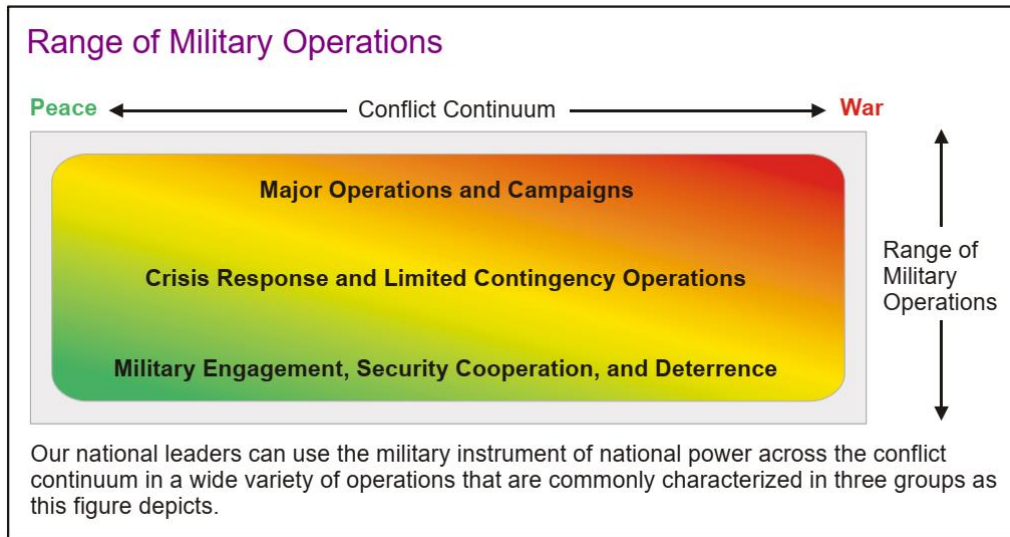 Range of Military Operations
Peace Conflict Continuum War
Major Operations and Campaigns
Crisis Response and Limited Contingency Operations
Military Engagement, Security Cooperation, and Deterrence
Range of
Military
Operations
Our national leaders can use the military instrument of national power across the conflict
continuum in a wide variety of operations that are commonly characterized in three groups as
this figure depicts.